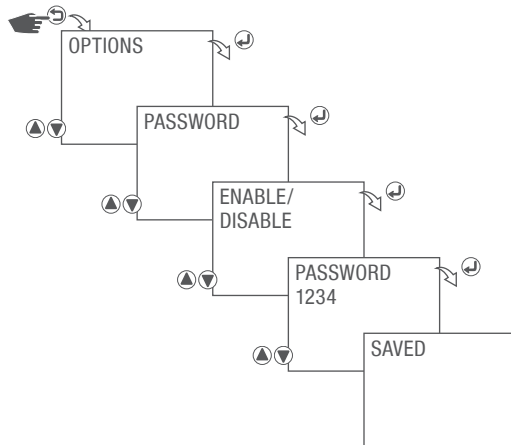 OPTIONS
PASSWORD
ENABLE/
DISABLE
PASSWORD
1234
SAVED